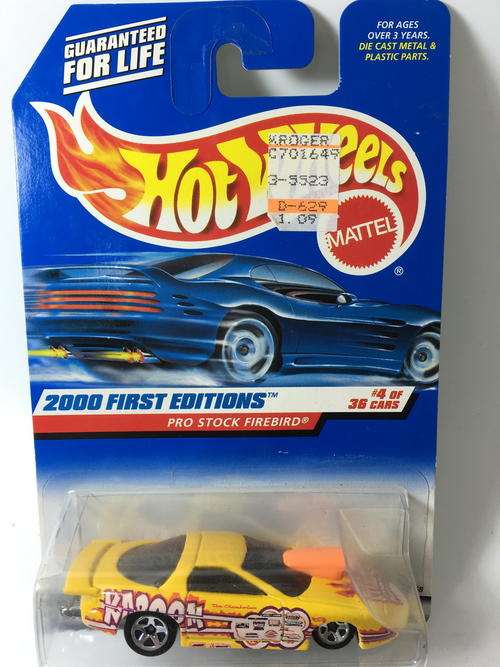 GUARANTEED
FOR LIFE
FOR AGES
OVER 3 YEARS.
DIE CAST METAL &
PLASTIC PARTS.
Hot Wheels
KROGER
C701649
3-5523
D-629
1.09
MATTEL
®
2000 FIRST EDITIONS™
#4 OF
36 CARS
PRO STOCK FIREBIRD®